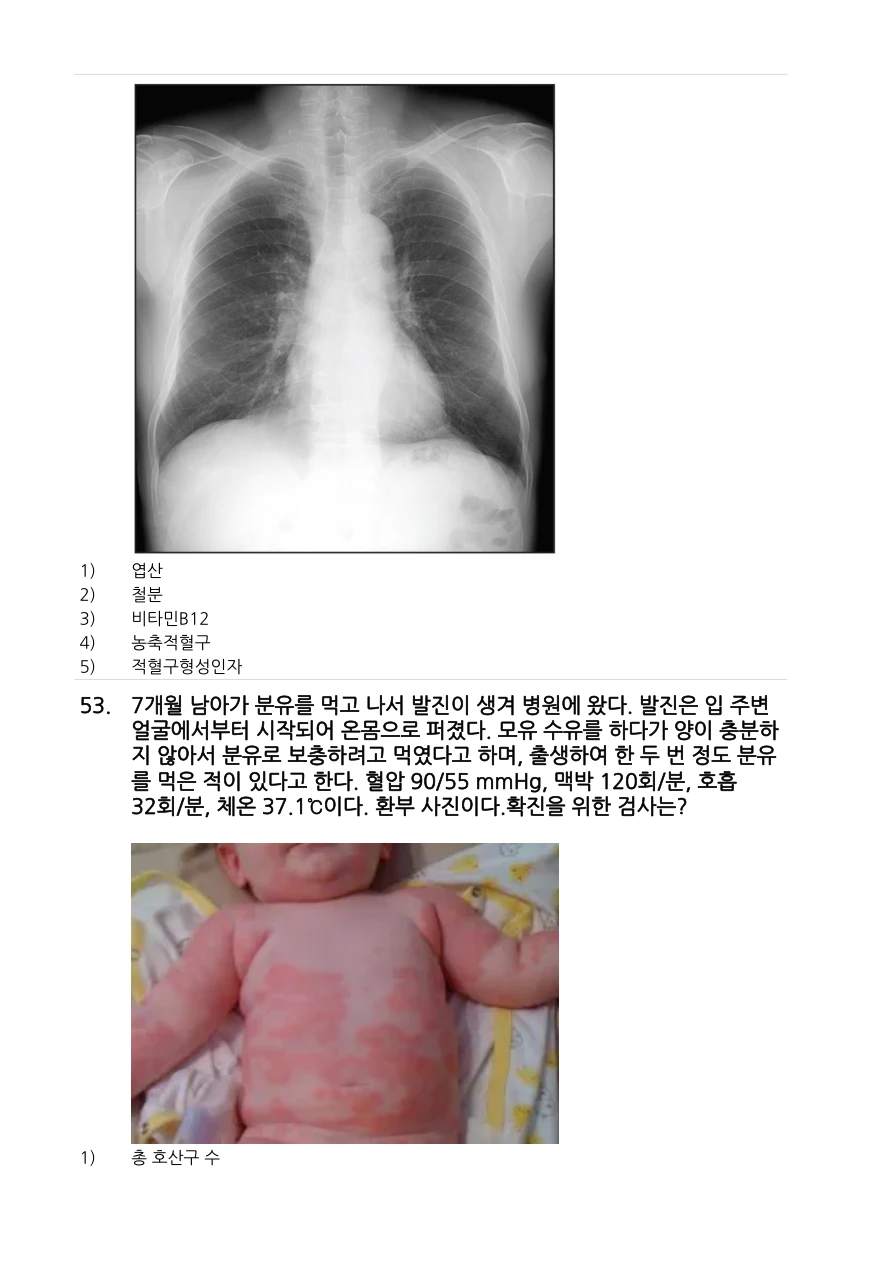 1) 엽산
2) 철분
3) 비타민B12
4) 농축적혈구
5) 적혈구형성인자
53. 7개월 남아가 분유를 먹고 나서 발진이 생겨 병원에 왔다. 발진은 입 주변
얼굴에서부터 시작되어 온몸으로 퍼졌다. 모유 수유를 하다가 양이 충분하
지 않아서 분유로 보충하려고 먹였다고 하며, 출생하여 한 두 번 정도 분유
를 먹은 적이 있다고 한다. 혈압 90/55 mmHg, 맥박 120회/분, 호흡
32회/분, 체온 37.1℃이다. 환부 사진이다.확진을 위한 검사는?
1) 총 호산구 수